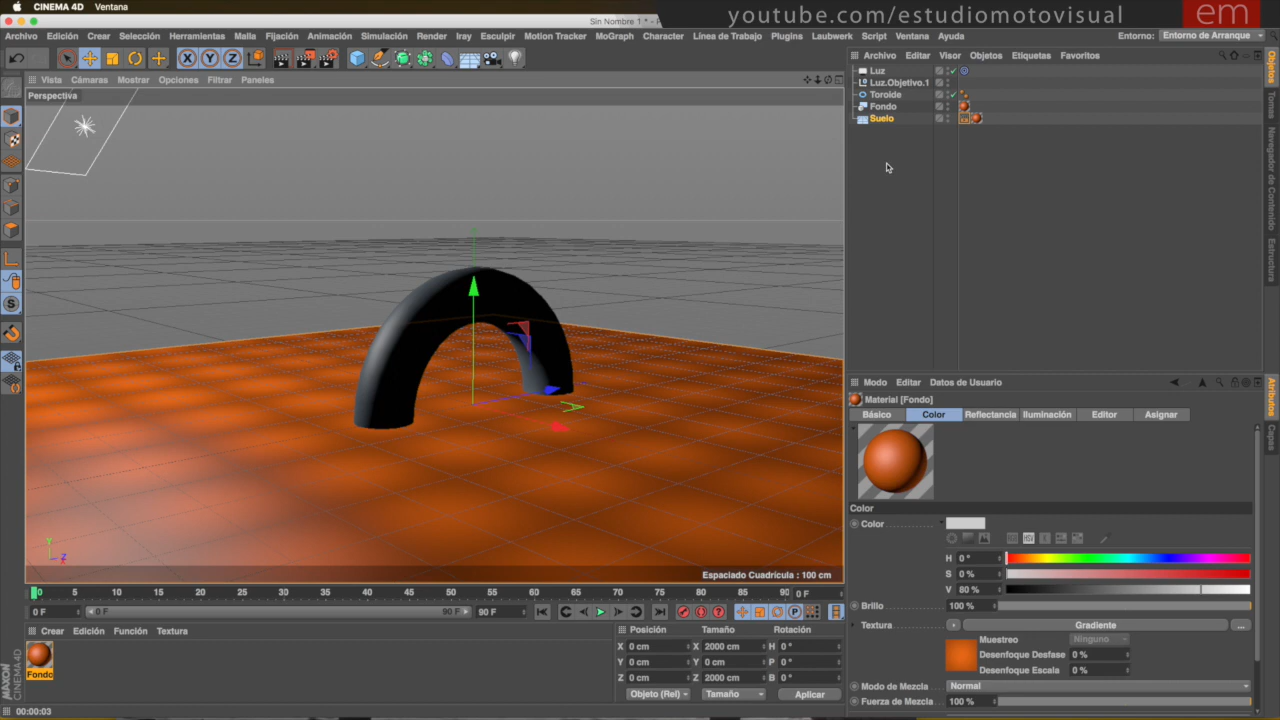 CINEMA 4D Ventana
Sin Nombre 1 * -
youtube.com/estudiomotovisual em
Archivo Edición Crear Selección Herramientas Malla Fijación Animación Simulación Render Iray Esculpir Motion Tracker MoGraph Character Línea de Trabajo Plugins Laubwerk Script Ventana Ayuda
Entorno: Entorno de Arranque
X Y Z
Vista Cámaras Mostrar Opciones Filtrar Paneles
Perspectiva
Y
Z
X
S
Espaciado Cuadrícula : 100 cm
0 5 10 15 20 25 30 35 40 45 50 55 60 65 70 75 80 85 90 0 F
0 F 0 F 90 F 90 F
P
Crear Edición Función Textura
Fondo
Posición Tamaño Rotación
X 0 cm X 2000 cm H 0 °
Y 0 cm Y 0 cm P 0 °
Z 0 cm Z 2000 cm B 0 °
Objeto (Rel) Tamaño Aplicar
MAXON
CINEMA4D
00:00:03
Archivo Editar Visor Objetos Etiquetas Favoritos
Luz
Luz.Objetivo.1
Toroide
Fondo
Suelo
Objetos
Tomas
Navegador de Contenido
Estructura
Modo Editar Datos de Usuario
Material [Fondo]
Básico Color Reflectancia Iluminación Editor Asignar
Color
Color
H 0 °
S 0 %
V 80 %
Brillo 100 %
Textura Gradiente ...
Muestreo Ninguno
Desenfoque Desfase 0 %
Desenfoque Escala 0 %
Modo de Mezcla Normal
Fuerza de Mezcla 100 %
Atributos
Capas